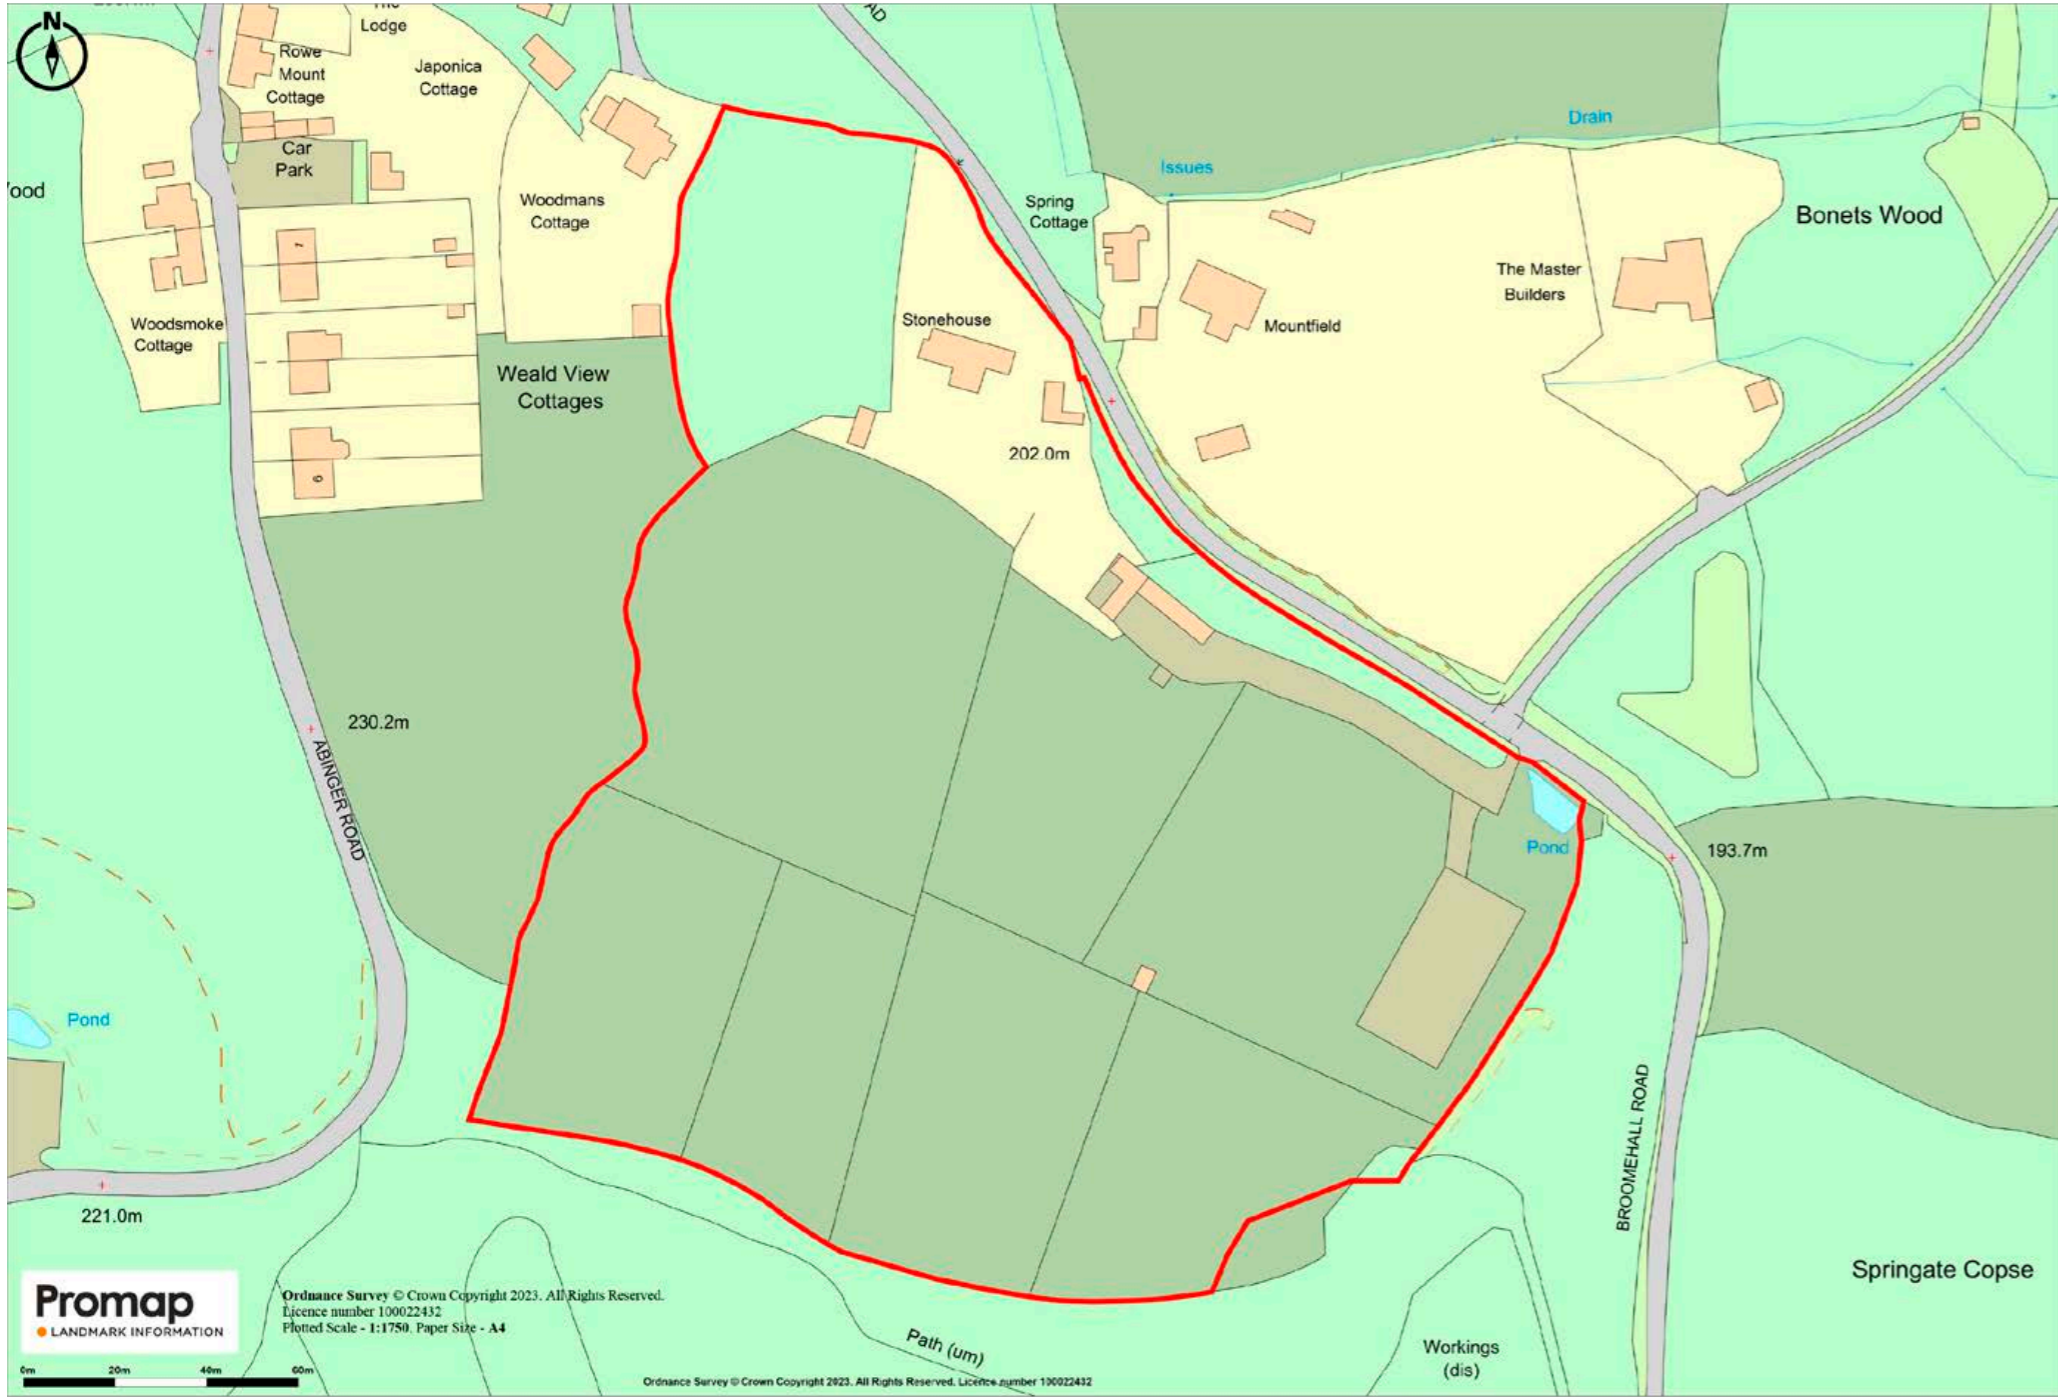 N
Lodge
Rowe
Mount
Cottage
Japonica
Cottage
Car
Park
Woodmans
Cottage
Woodsmoke
Cottage
1
6
Weald View
Cottages
Stonehouse
202.0m
Spring
Cottage
Issues
Drain
Mountfield
The Master
Builders
Bonets Wood
230.2m
ABINGER ROAD
Pond
193.7m
Pond
221.0m
BROOMEHALL ROAD
Springate Copse
Path (um)
Workings
(dis)
Promap
LANDMARK INFORMATION
Ordnance Survey © Crown Copyright 2023. All Rights Reserved.
Licence number 100022432
Plotted Scale - 1:1750. Paper Size - A4
0m 20m 40m 60m
Ordnance Survey © Crown Copyright 2023. All Rights Reserved. Licence number 100022432